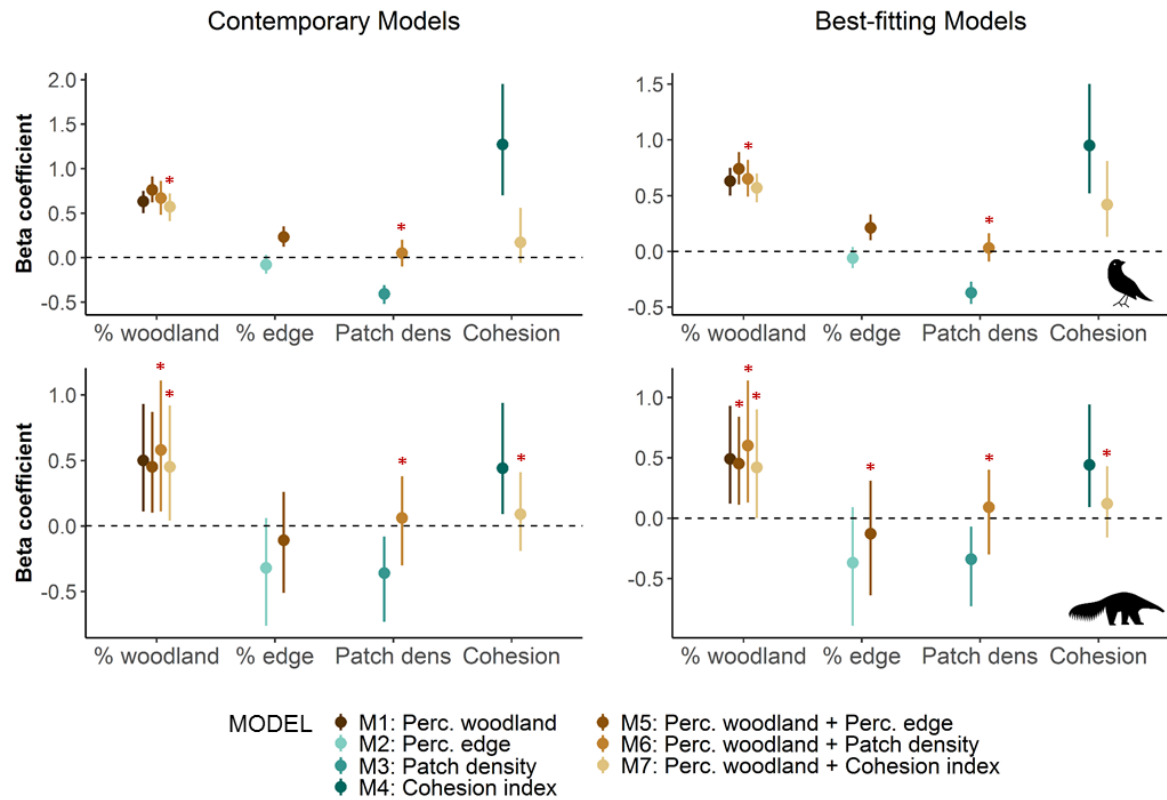 Contemporary Models
Best-fitting Models
Beta coefficient
2.0
1.5
1.0
0.5
0.0
-0.5
% woodland % edge Patch dens Cohesion
*
*
1.5
1.0
0.5
0.0
-0.5
% woodland % edge Patch dens Cohesion
*
*
Beta coefficient
1.0
0.5
0.0
-0.5
% woodland % edge Patch dens Cohesion
*
*
*
*
1.0
0.5
0.0
-0.5
% woodland % edge Patch dens Cohesion
*
*
*
*
*
*
MODEL
M1: Perc. woodland
M2: Perc. edge
M3: Patch density
M4: Cohesion index
M5: Perc. woodland + Perc. edge
M6: Perc. woodland + Patch density
M7: Perc. woodland + Cohesion index